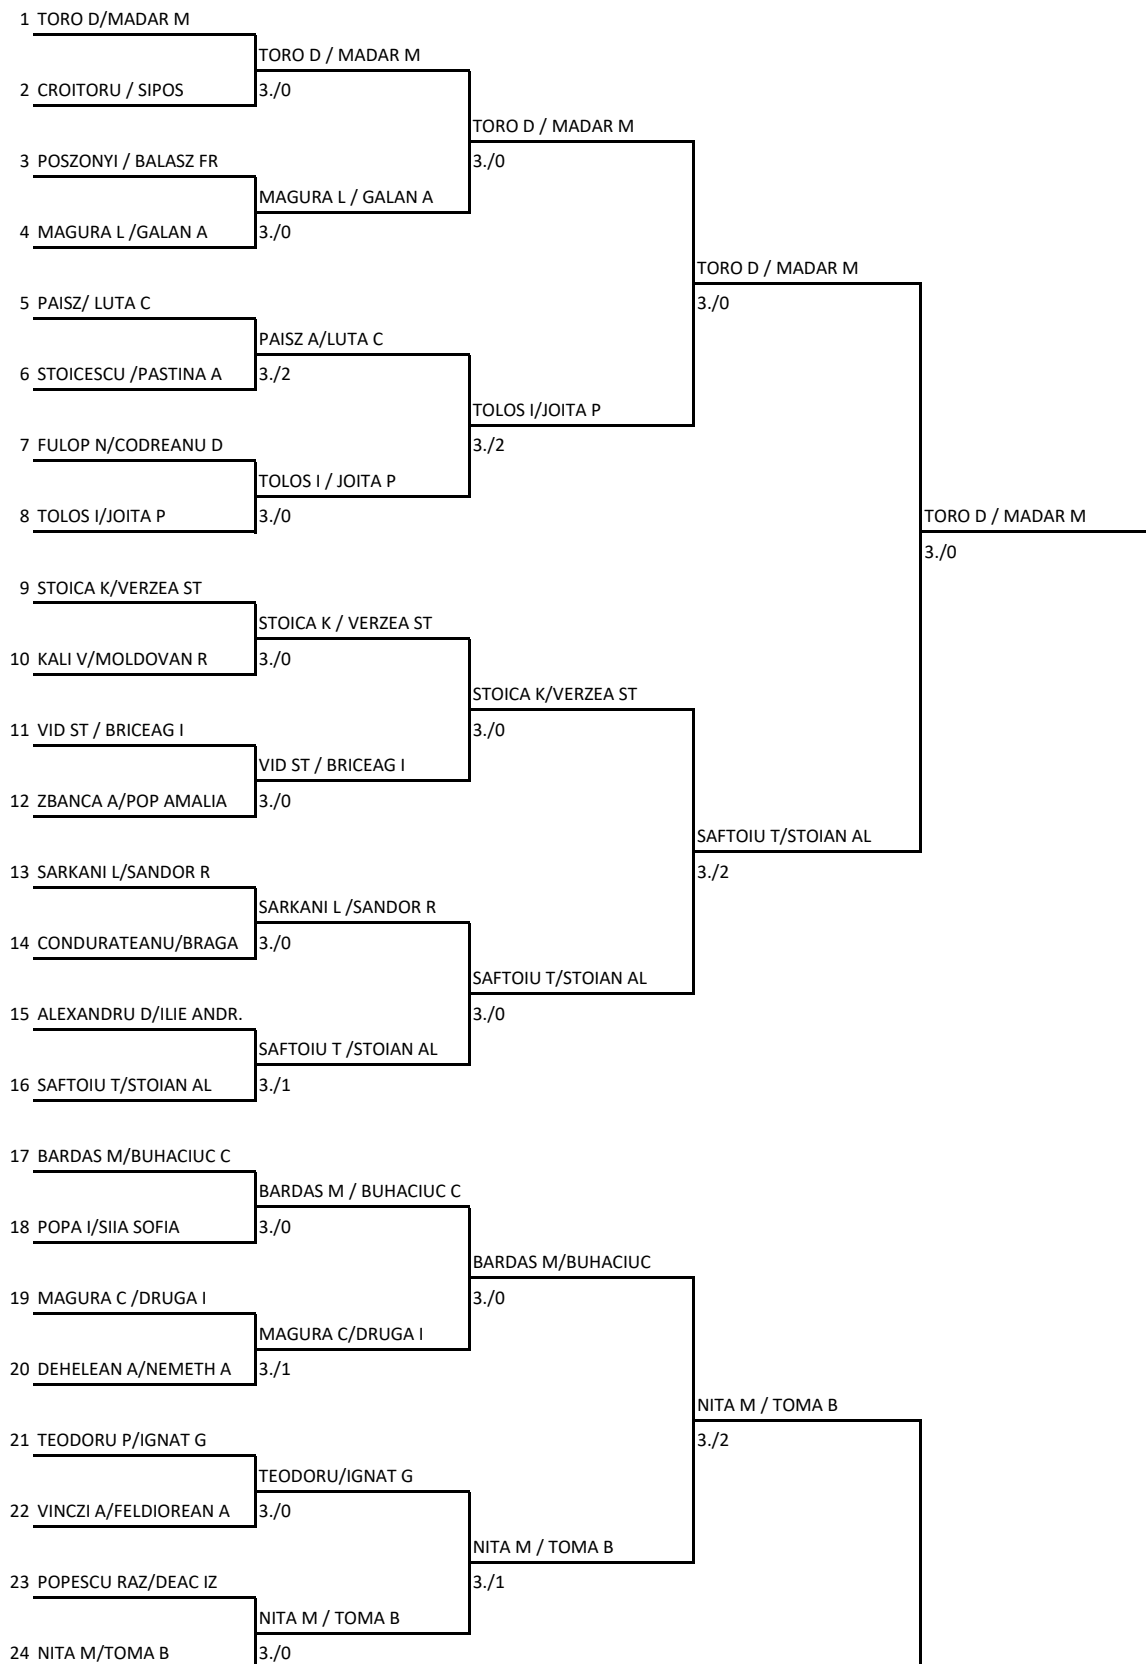 1 TORO D/MADAR M
TORO D / MADAR M
2 CROITORU / SIPOS
3./0
TORO D / MADAR M
3 POSZONYI / BALASZ FR
3./0
MAGURA L / GALAN A
4 MAGURA L /GALAN A
3./0
TORO D / MADAR M
5 PAISZ/ LUTA C
3./0
PAISZ A/LUTA C
6 STOICESCU /PASTINA A
3./2
TOLOS I/JOITA P
7 FULOP N/CODREANU D
3./2
TOLOS I / JOITA P
8 TOLOS I/JOITA P
3./0
TORO D / MADAR M
3./0
9 STOICA K/VERZEA ST
STOICA K / VERZEA ST
10 KALI V/MOLDOVAN R
3./0
STOICA K/VERZEA ST
11 VID ST / BRICEAG I
3./0
VID ST / BRICEAG I
12 ZBANCA A/POP AMALIA
3./0
SAFTOIU T/STOIAN AL
13 SARKANI L/SANDOR R
3./2
SARKANI L /SANDOR R
14 CONDURATEANU/BRAGA
3./0
SAFTOIU T/STOIAN AL
15 ALEXANDRU D/ILIE ANDR.
3./0
SAFTOIU T /STOIAN AL
16 SAFTOIU T/STOIAN AL
3./1
17 BARDAS M/BUHACIUC C
BARDAS M / BUHACIUC C
18 POPA I/SIIA SOFIA
3./0
BARDAS M/BUHACIUC
19 MAGURA C /DRUGA I
3./0
MAGURA C/DRUGA I
20 DEHELEAN A/NEMETH A
3./1
NITA M / TOMA B
21 TEODORU P/IGNAT G
3./2
TEODORU/IGNAT G
22 VINCZI A/FELDIOREAN A
3./0
NITA M / TOMA B
23 POPESCU RAZ/DEAC IZ
3./1
NITA M / TOMA B
24 NITA M/TOMA B
3./0